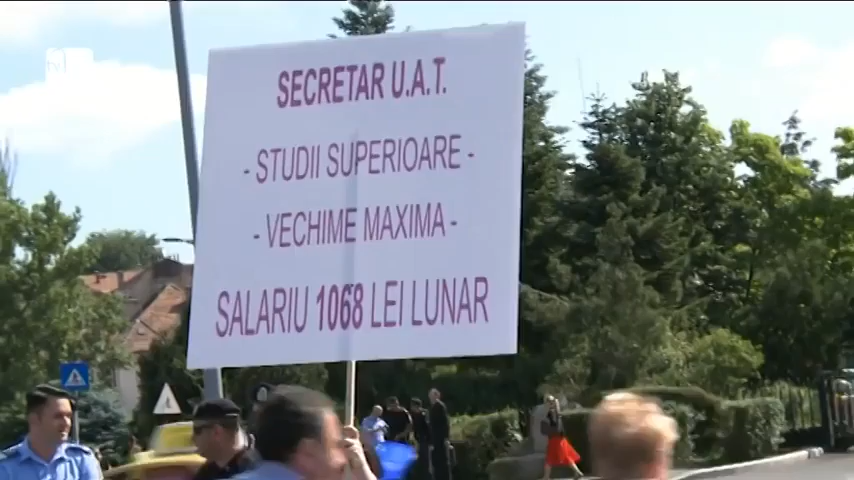 SECRETAR U.A.T.
- STUDII SUPERIOARE -
- VECHIME MAXIMA -
SALARIU 1068 LEI LUNAR